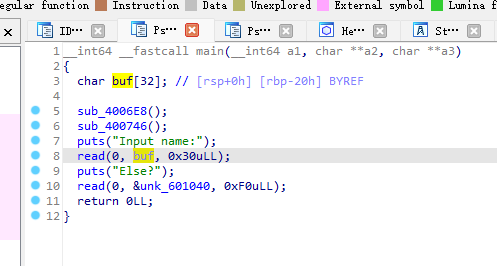 egular function Instruction Data Unexplored External symbol Lumina f
ID⋯ Ps⋯ Ps⋯ He⋯ St⋯
1 __int64 __fastcall main(__int64 a1, char **a2, char **a3)
2 {
3 char buf[32]; // [rsp+0h] [rbp-20h] BYREF
4
5 sub_4006E8();
6 sub_400746();
7 puts("Input name:");
8 read(0, buf, 0x30uLL);
9 puts("Else?");
10 read(0, &unk_601040, 0xF0uLL);
11 return 0LL;
12 }